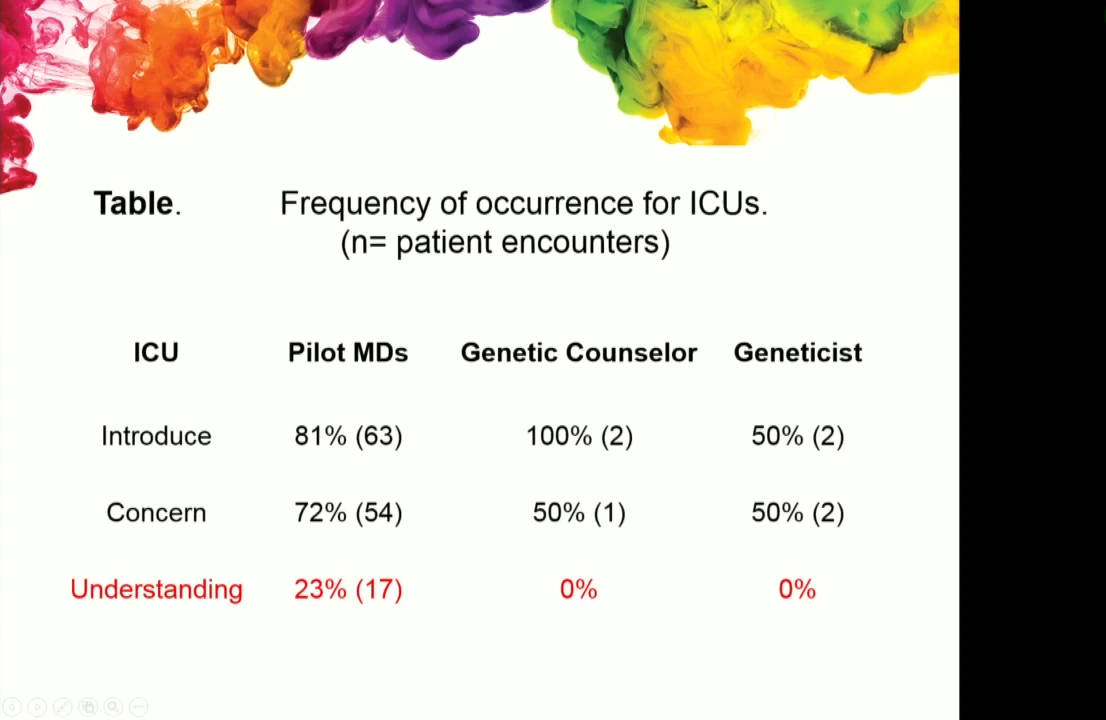 Table. Frequency of occurrence for ICUs.
(n= patient encounters)
ICU Pilot MDs Genetic Counselor Geneticist
Introduce 81% (63) 100% (2) 50% (2)
Concern 72% (54) 50% (1) 50% (2)
Understanding 23% (17) 0% 0%